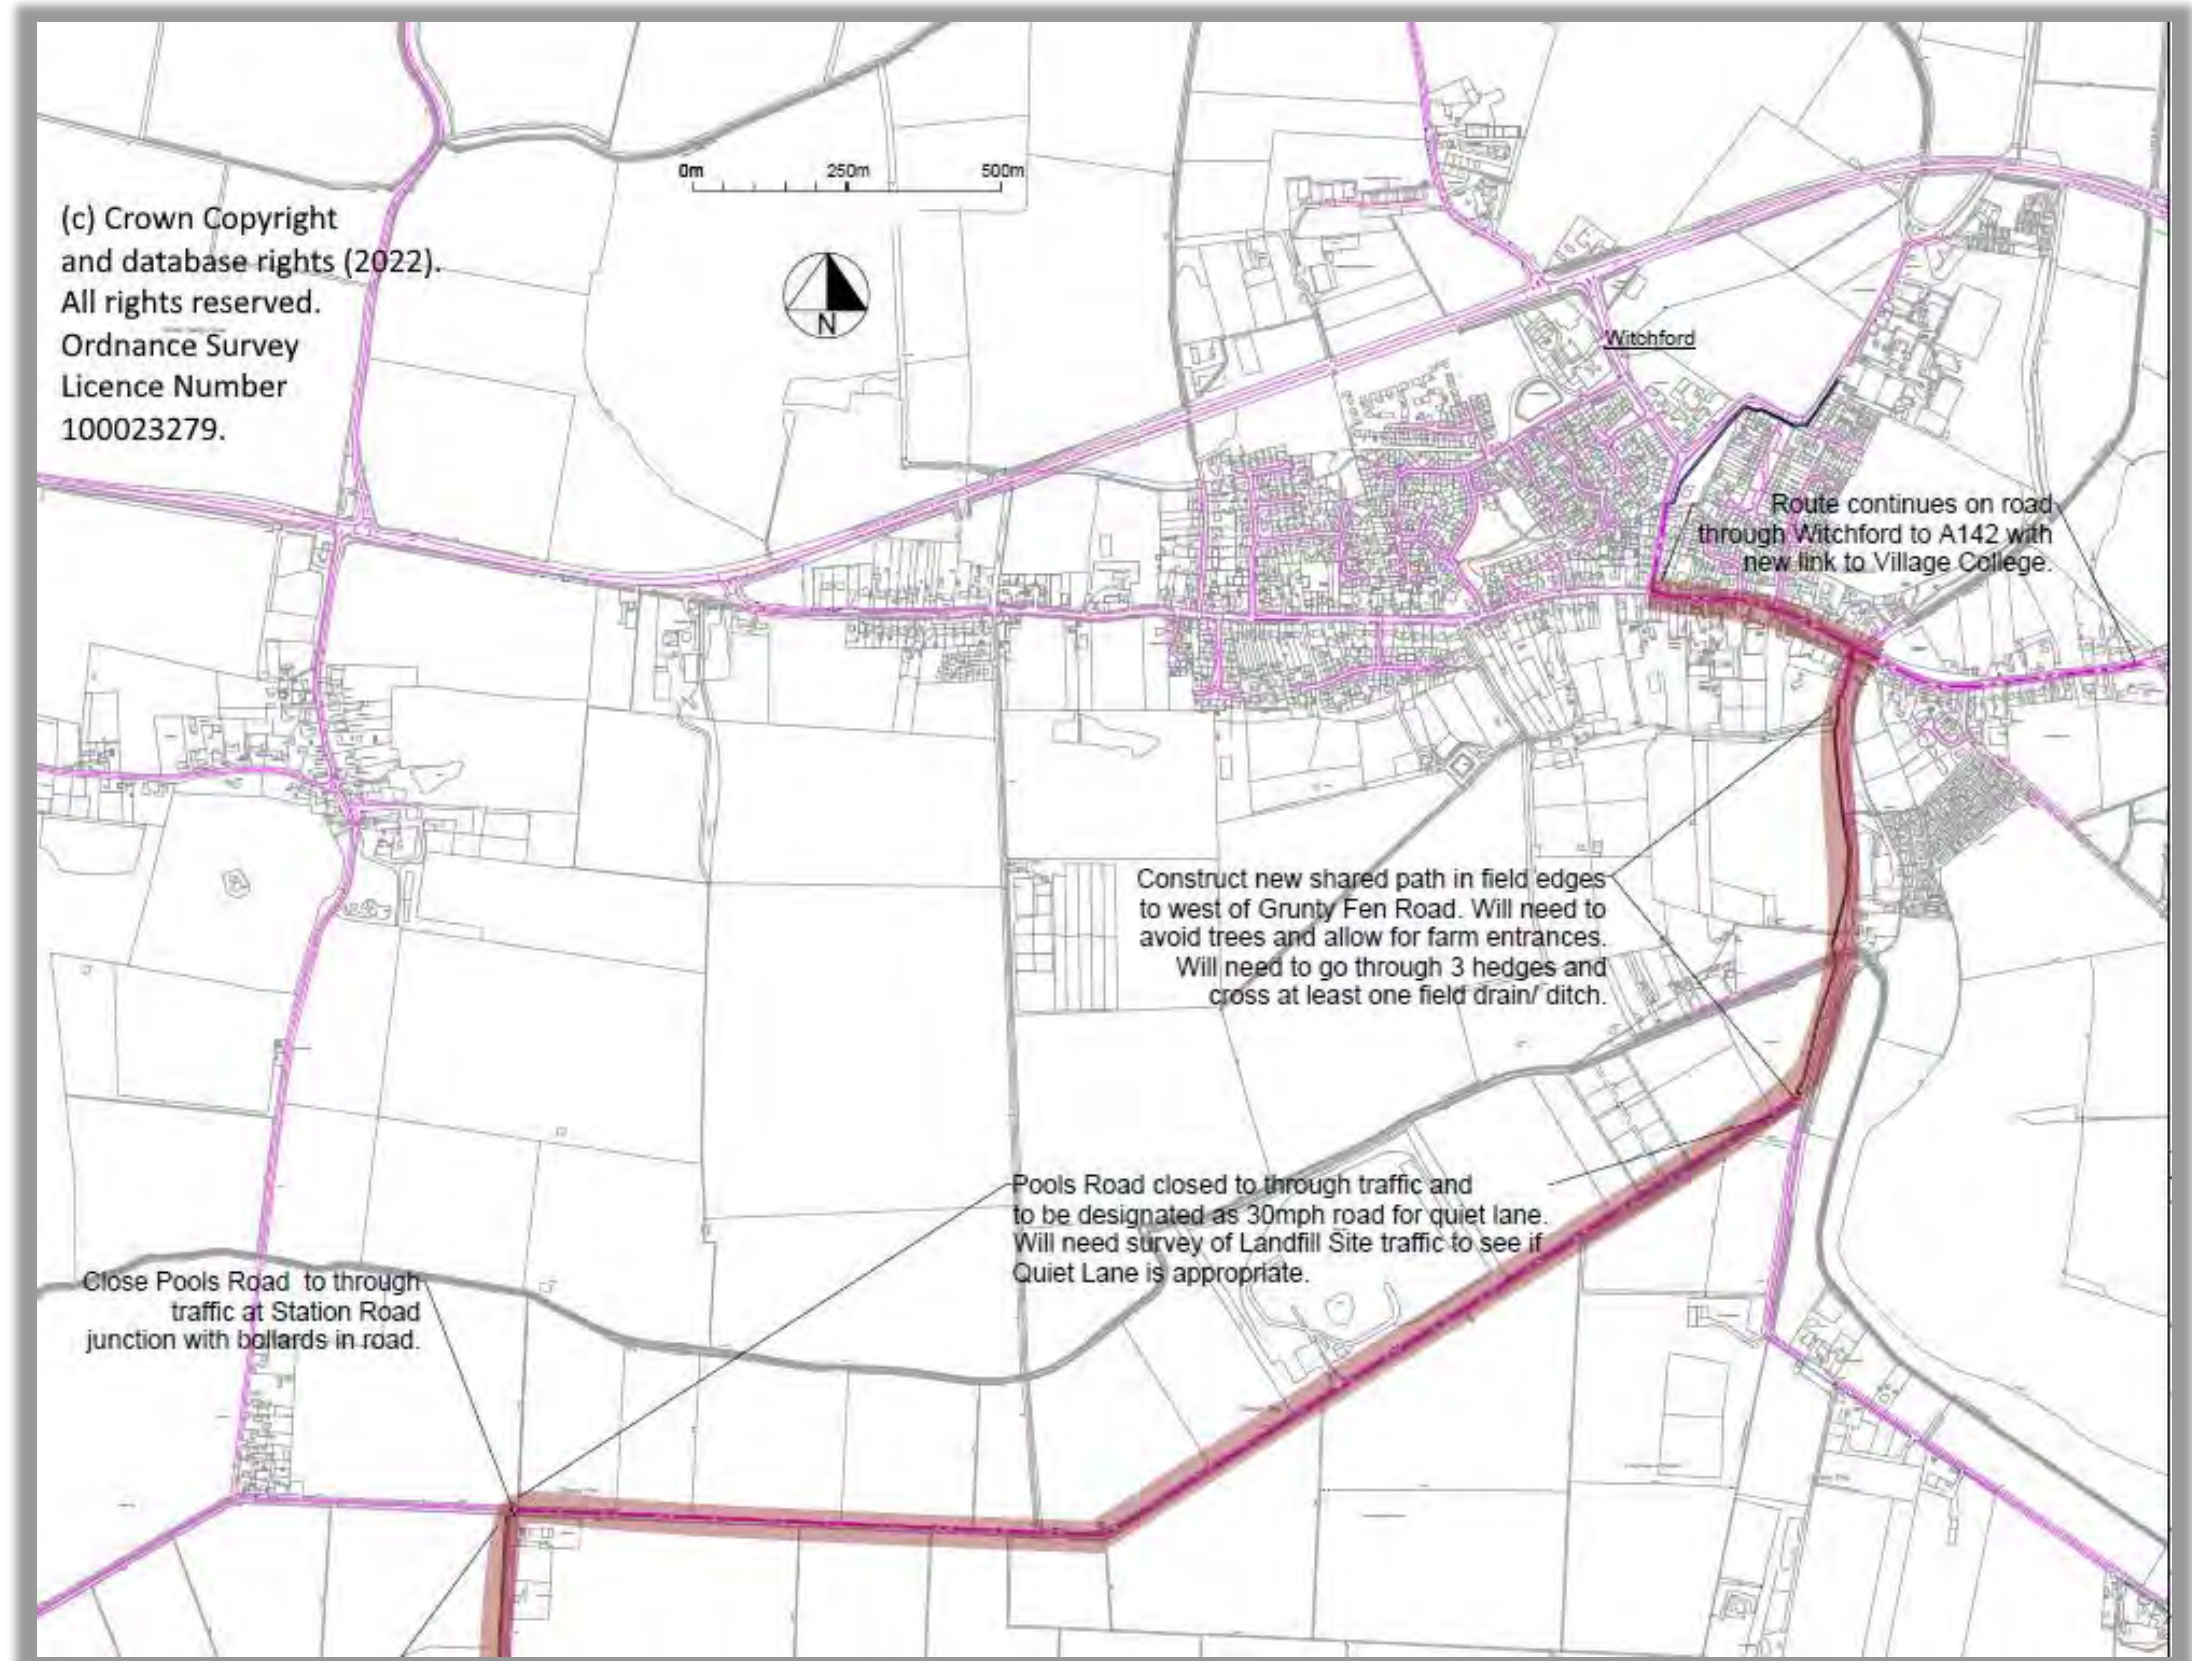 0m 250m 500m
(c) Crown Copyright
and database rights (2022).
All rights reserved.
Ordnance Survey
Licence Number
100023279.
N
Witchford
Route continues on road
through Witchford to A142 with
new link to Village College.
Construct new shared path in field edges
to west of Grunty Fen Road. Will need to
avoid trees and allow for farm entrances.
Will need to go through 3 hedges and
cross at least one field drain/ ditch.
Pools Road closed to through traffic and
to be designated as 30mph road for quiet lane.
Will need survey of Landfill Site traffic to see if
Quiet Lane is appropriate.
Close Pools Road to through
traffic at Station Road
junction with bollards in road.